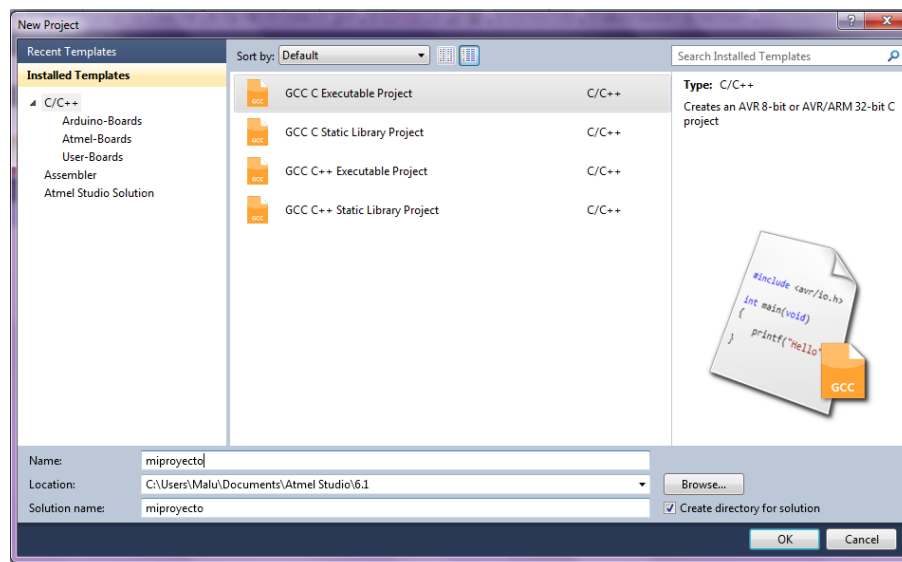 New Project
Recent Templates
Installed Templates
C/C++
Arduino-Boards
Atmel-Boards
User-Boards
Assembler
Atmel Studio Solution
Sort by: Default
GCC C Executable Project C/C++
GCC C Static Library Project C/C++
GCC C++ Executable Project C/C++
GCC C++ Static Library Project C/C++
Search Installed Templates
Type: C/C++
Creates an AVR 8-bit or AVR/ARM 32-bit C
project
#include <avr/io.h>
int main(void)
{
printf("Hello"
}
GCC
Name: miproyecto
Location: C:\Users\Malu\Documents\Atmel Studio\6.1 Browse...
Solution name: miproyecto Create directory for solution
OK Cancel